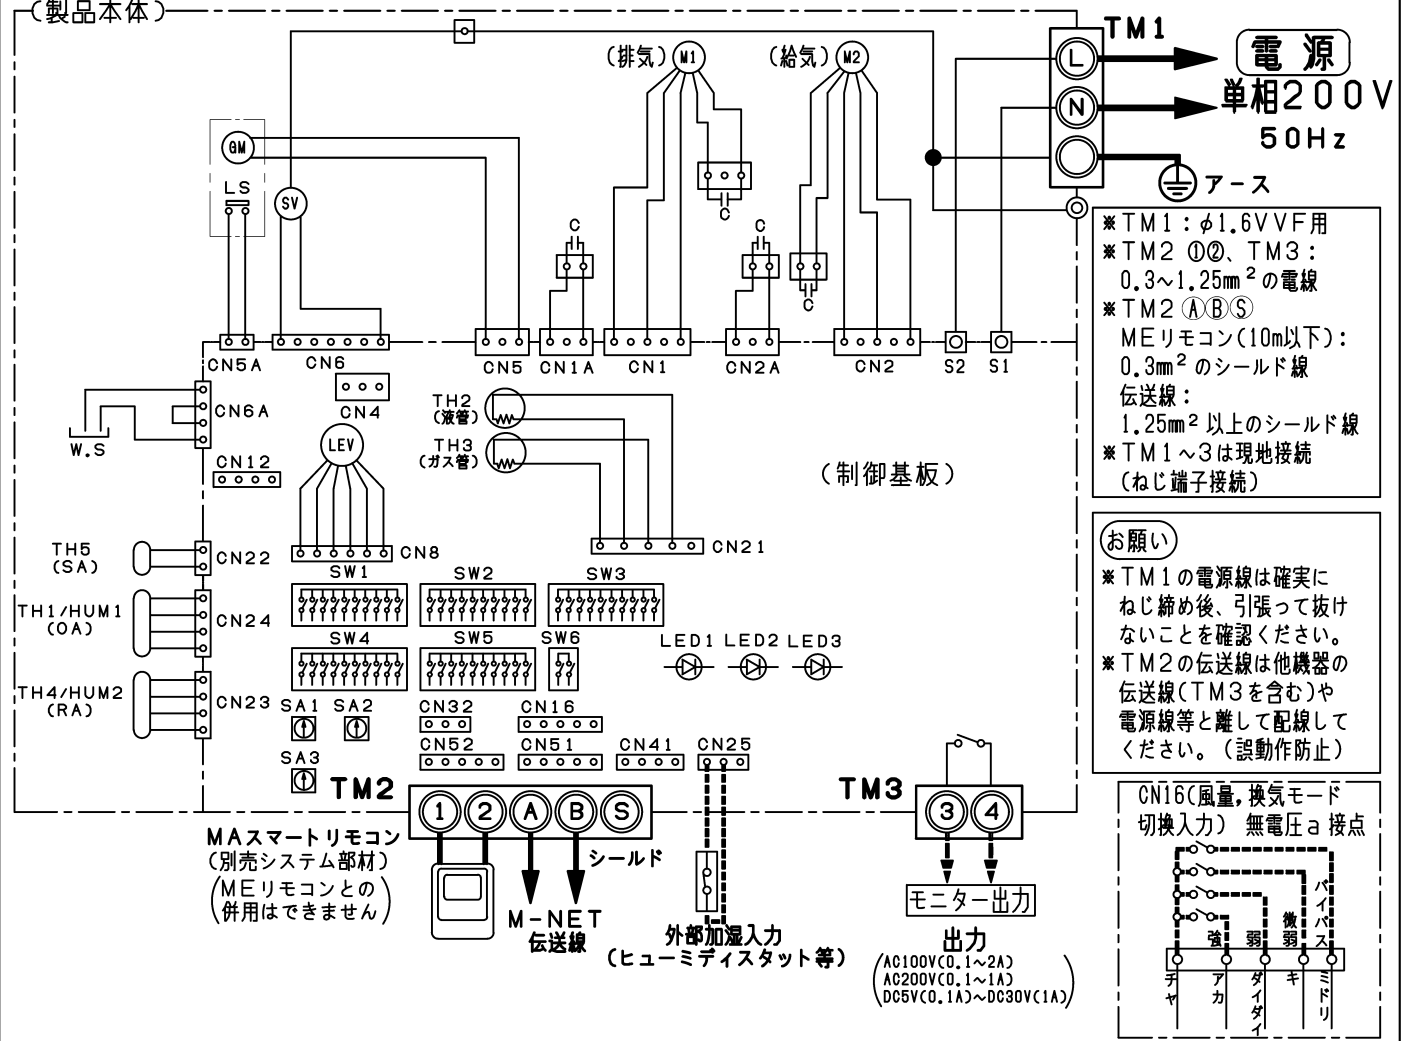 (製品本体)
TM1
L
N
電源
単相200V
50Hz
アース
(排気)
M1
(給気)
M2
GM
LS
SV
C
C
C
C
CN5A
CN6
CN5
CN1A
CN1
CN2A
CN2
S2
S1
CN6A
W.S
CN4
CN12
LEV
TH2
(液管)
TH3
(ガス管)
(制御基板)
CN8
CN21
TH5
(SA)
CN22
TH1/HUM1
(OA)
CN24
TH4/HUM2
(RA)
CN23
SW1
SW2
SW3
SW4
SW5
SW6
LED1
LED2
LED3
SA1
SA2
SA3
CN32
CN16
CN52
CN51
CN41
CN25
TM2
1
2
A
B
S
TM3
3
4
MAスマートリモコン
(別売システム部材)
(MEリモコンとの
併用はできません)
シールド
M-NET
伝送線
外部加湿入力
(ヒューミディスタット等)
モニター出力
出力
(AC100V(0.1~2A)
AC200V(0.1~1A)
DC5V(0.1A)~DC30V(1A))
※TM1:φ1.6VVF用
※TM2 ①②、TM3:
0.3~1.25mm²の電線
※TM2 ⒶⒷⓈ
MEリモコン(10m以下):
0.3mm²のシールド線
伝送線:
1.25mm²以上のシールド線
※TM1~3は現地接続
(ねじ端子接続)
お願い
※TM1の電源線は確実に
ねじ締め後、引張って抜け
ないことを確認ください。
※TM2の伝送線は他機器の
伝送線(TM3を含む)や
電源線等と離して配線して
ください。(誤動作防止)
CN16(風量,換気モード
切換入力) 無電圧a接点
強
弱
微弱
バイパス
チャ
アカ
ダイダイ
キ
ミドリ